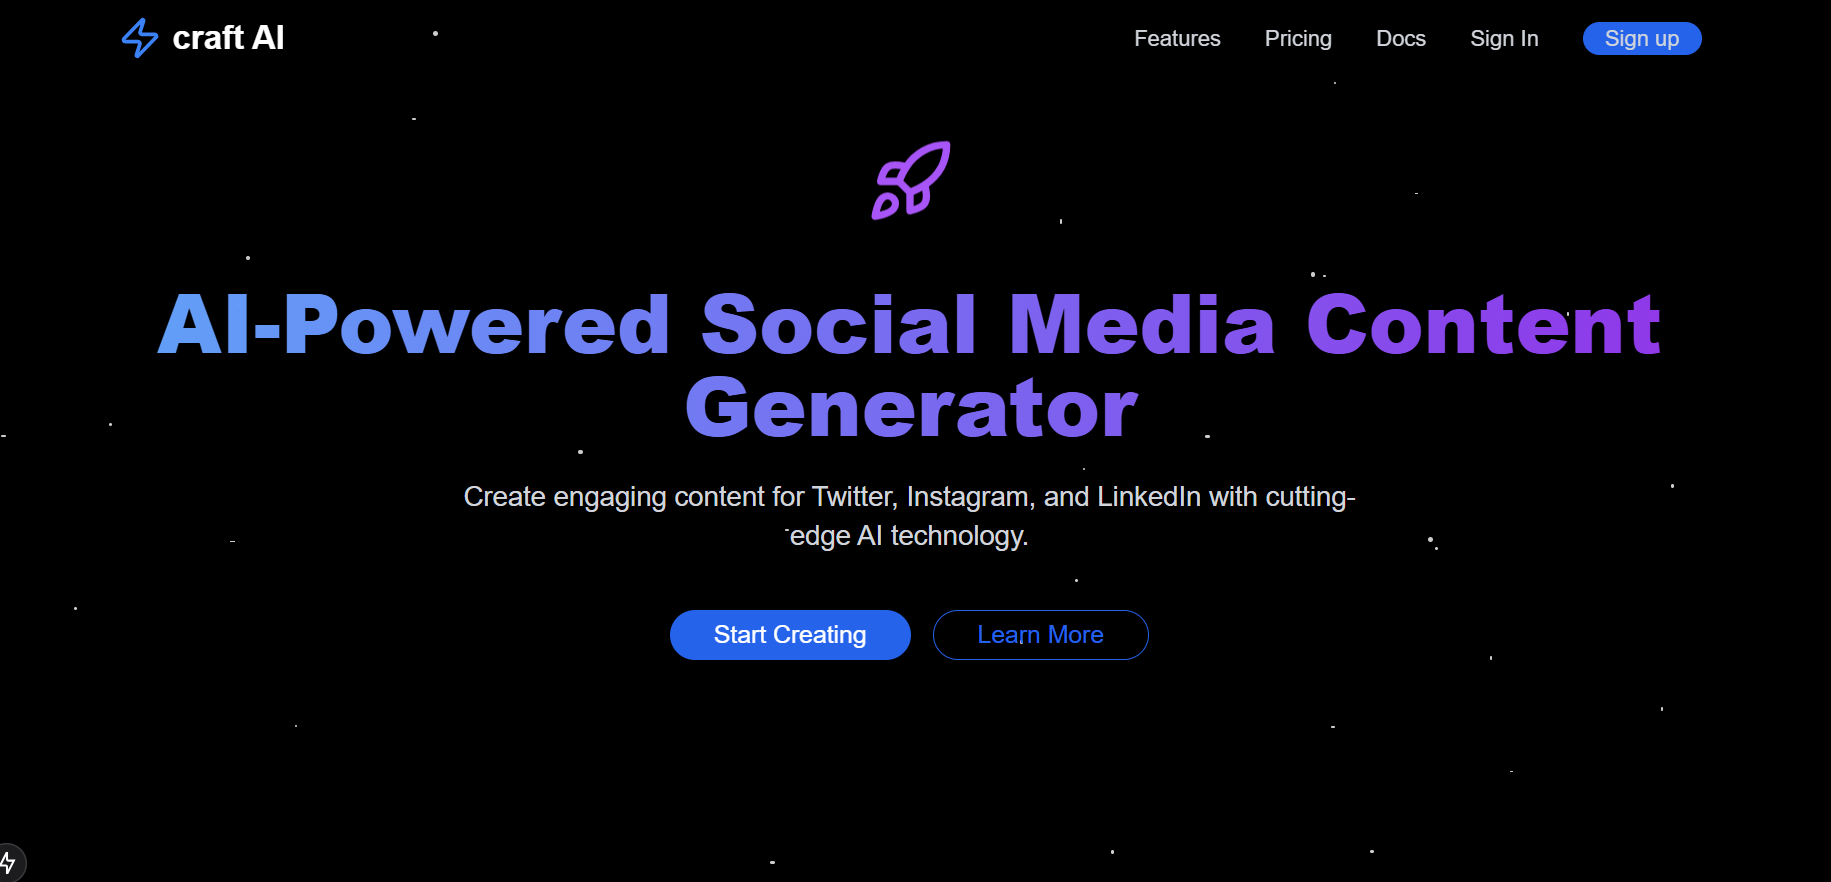 craft AI
Features Pricing Docs Sign In Sign up
AI-Powered Social Media Content
Generator
Create engaging content for Twitter, Instagram, and LinkedIn with cutting-
edge AI technology.
Start Creating Learn More